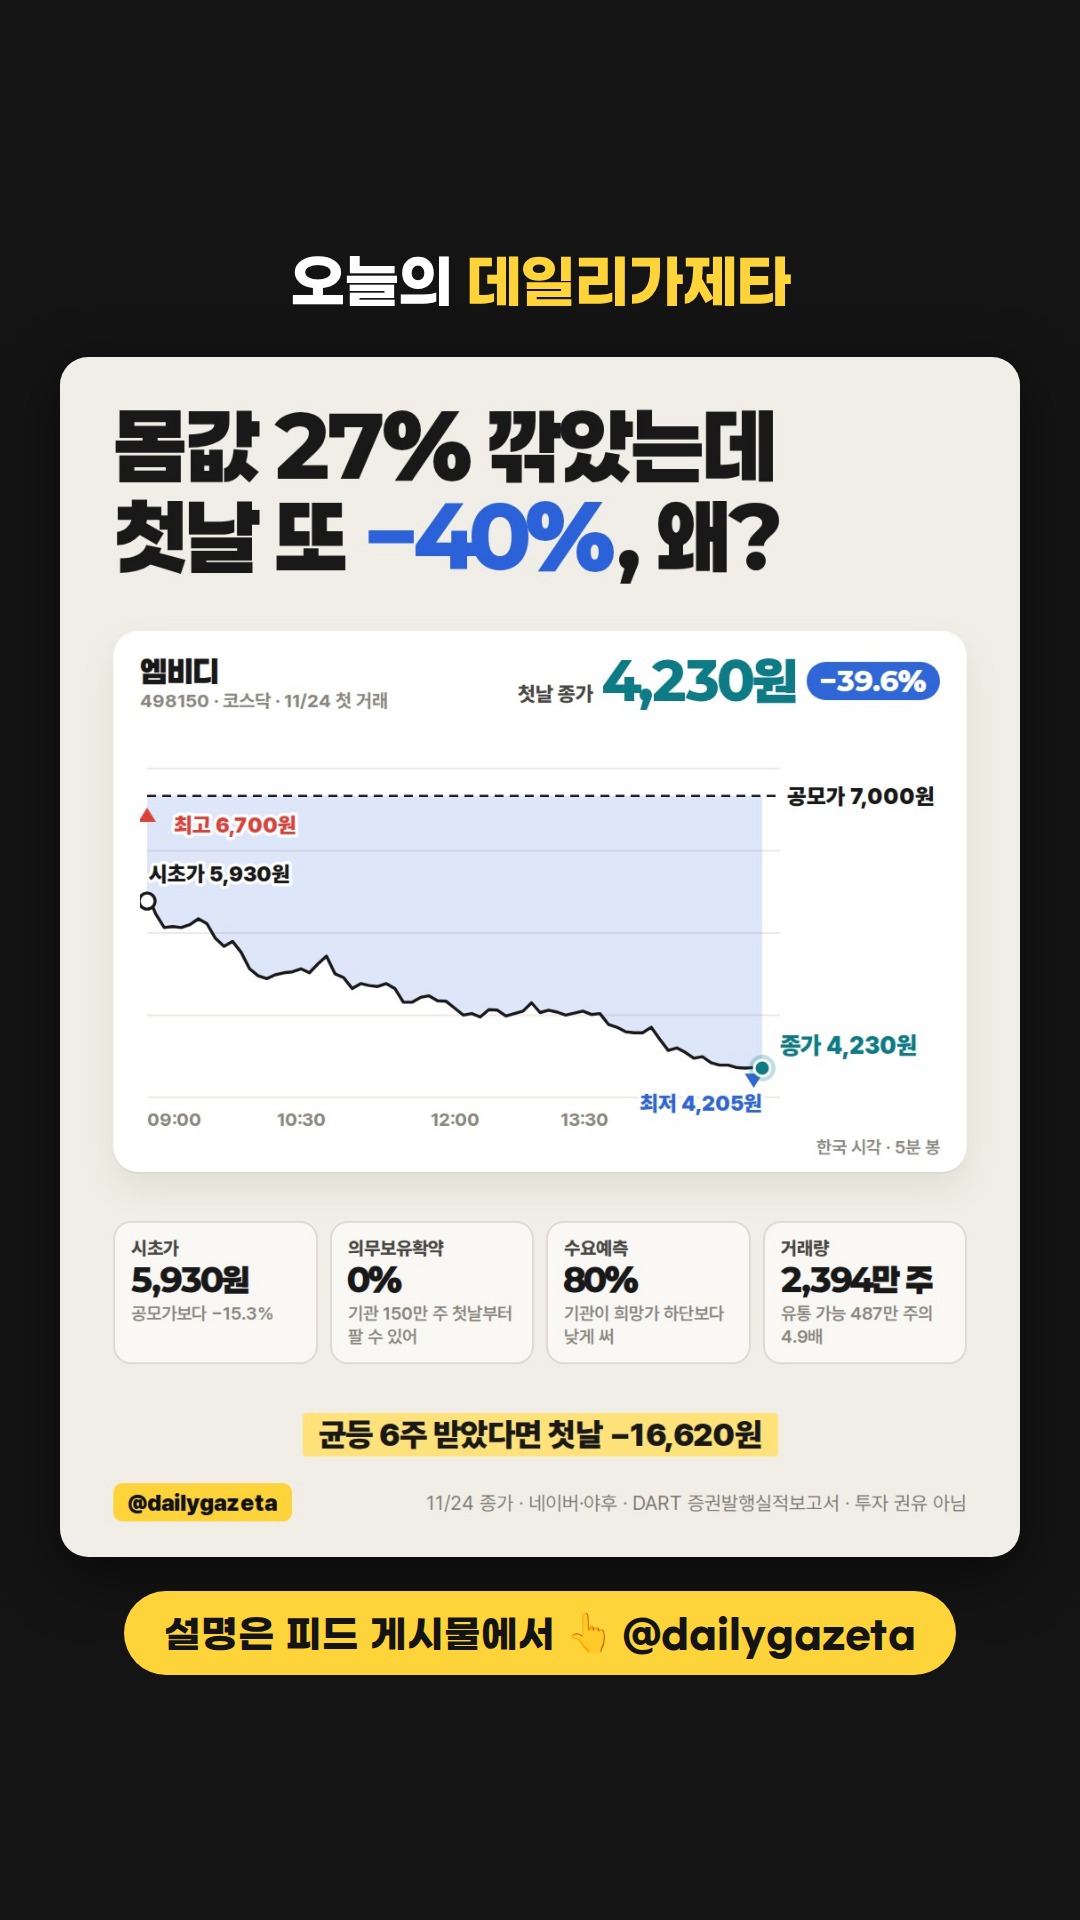 오늘의 데일리가제타
몸값 27% 깎았는데
첫날 또 −40%, 왜?
엠비디
498150 · 코스닥 · 11/24 첫 거래
첫날 종가 4,230원 −39.6%
공모가 7,000원
최고 6,700원
시초가 5,930원
종가 4,230원
최저 4,205원
09:00 10:30 12:00 13:30
한국 시각 · 5분 봉
시초가
5,930원
공모가보다 −15.3%
의무보유확약
0%
기관 150만 주 첫날부터
팔 수 있어
수요예측
80%
기관이 희망가 하단보다
낮게 써
거래량
2,394만 주
유통 가능 487만 주의
4.9배
균등 6주 받았다면 첫날 −16,620원
@dailygazeta
11/24 종가 · 네이버·야후 · DART 증권발행실적보고서 · 투자 권유 아님
설명은 피드 게시물에서 👆 @dailygazeta